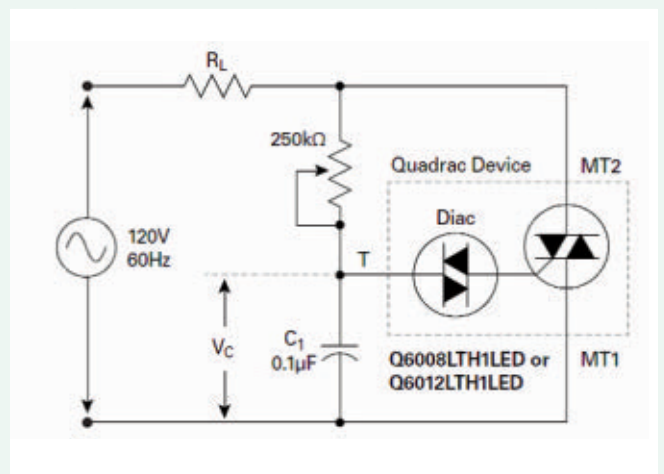 RL
250kΩ
Quadrac Device
MT2
Diac
120V
60Hz
T
VC
C1
0.1µF
Q6008LTH1LED or
Q6012LTH1LED
MT1